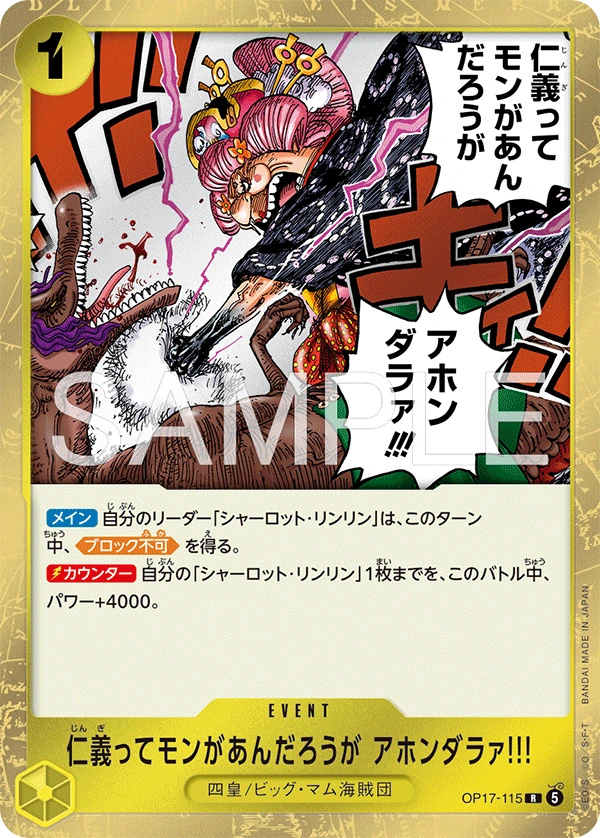 1
仁義って
モンがあん
だろうが
アホン
ダラァ!!!
SAMPLE
メイン 自分のリーダー「シャーロット・リンリン」は、このターン
中、ブロック不可 を得る。
カウンター 自分の「シャーロット・リンリン」1枚までを、このバトル中、
パワー+4000。
EVENT
仁義ってモンがあんだろうが アホンダラァ!!!
四皇/ビッグ・マム海賊団
OP17-115 R 5
BANDAI MADE IN JAPAN